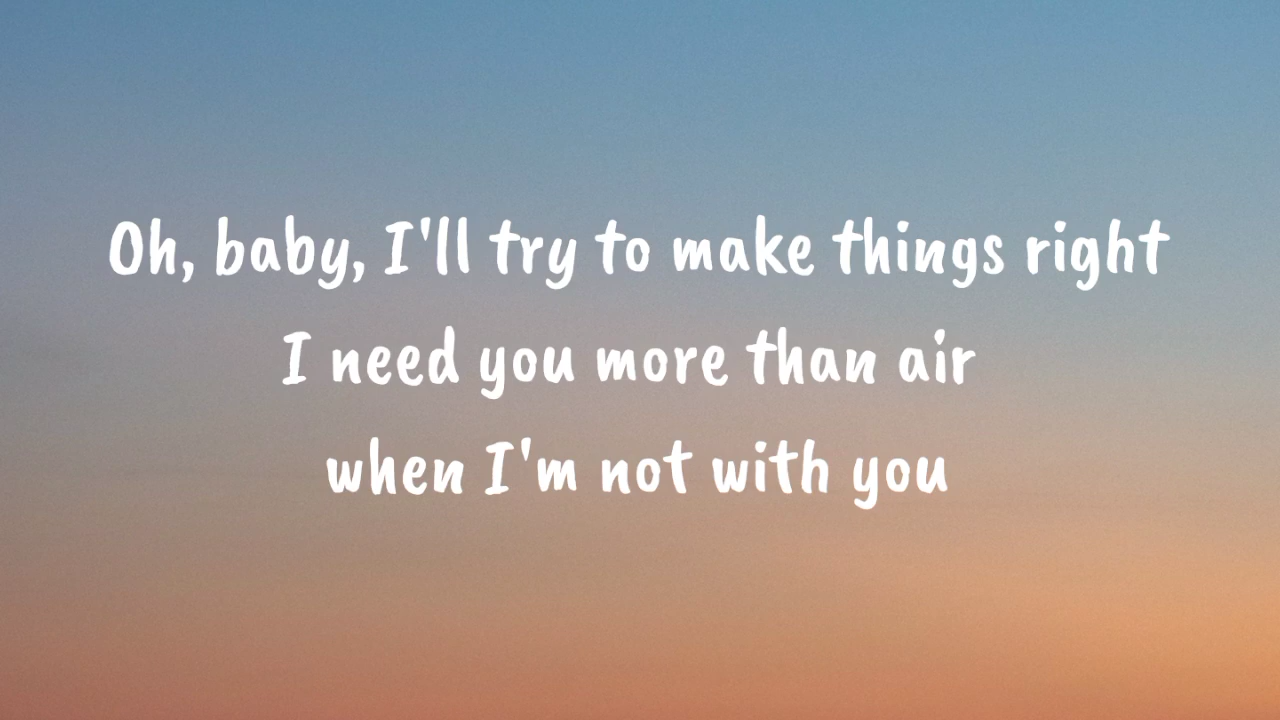 Oh, baby, I'll try to make things right
I need you more than air
when I'm not with you